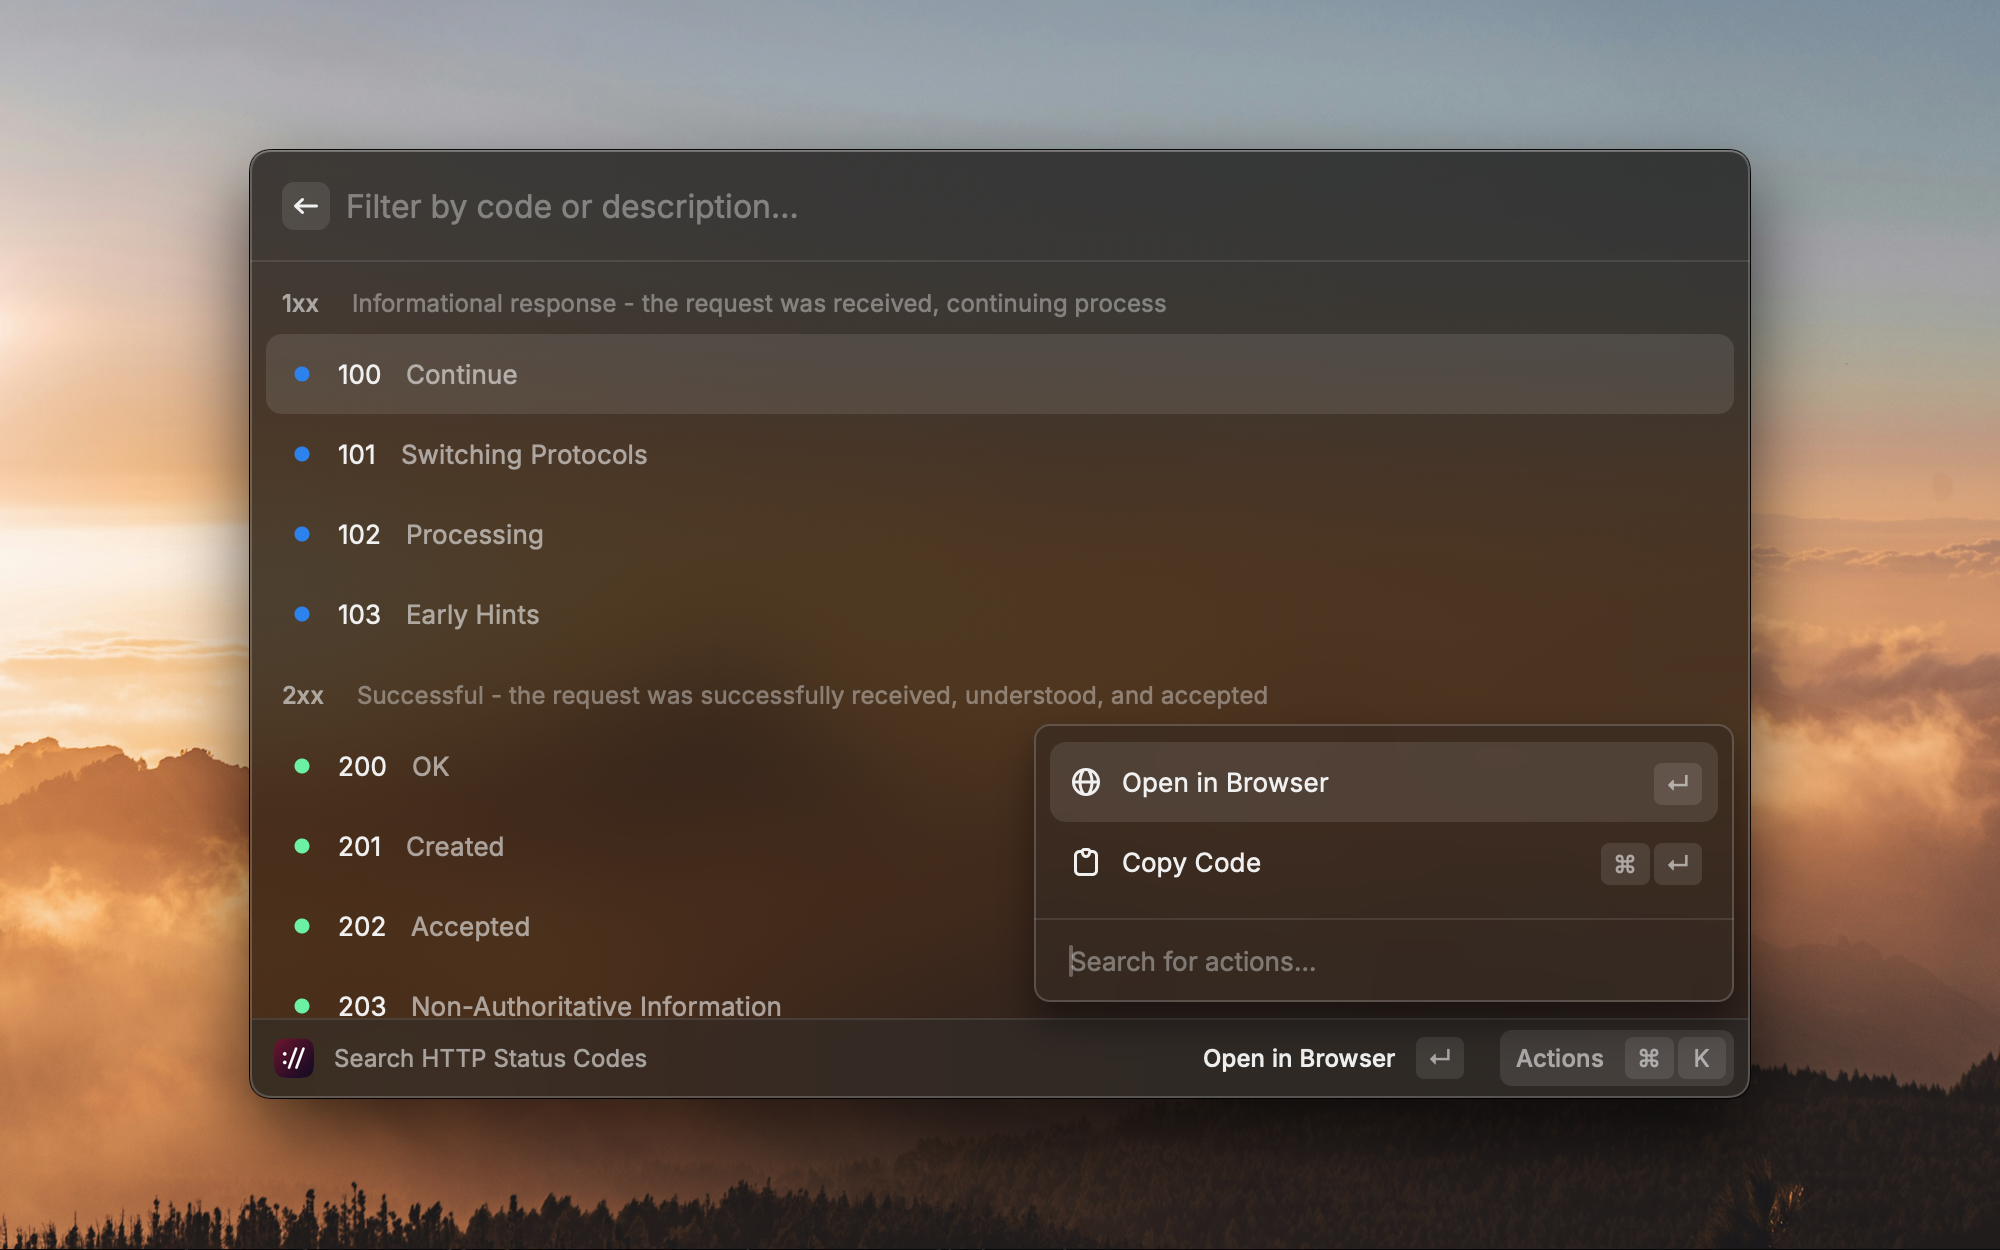 Filter by code or description...
1xx Informational response - the request was received, continuing process
100 Continue
101 Switching Protocols
102 Processing
103 Early Hints
2xx Successful - the request was successfully received, understood, and accepted
200 OK
201 Created
202 Accepted
203 Non-Authoritative Information
Open in Browser ↵
Copy Code ⌘ ↵
Search for actions...
:// Search HTTP Status Codes
Open in Browser ↵
Actions ⌘ K